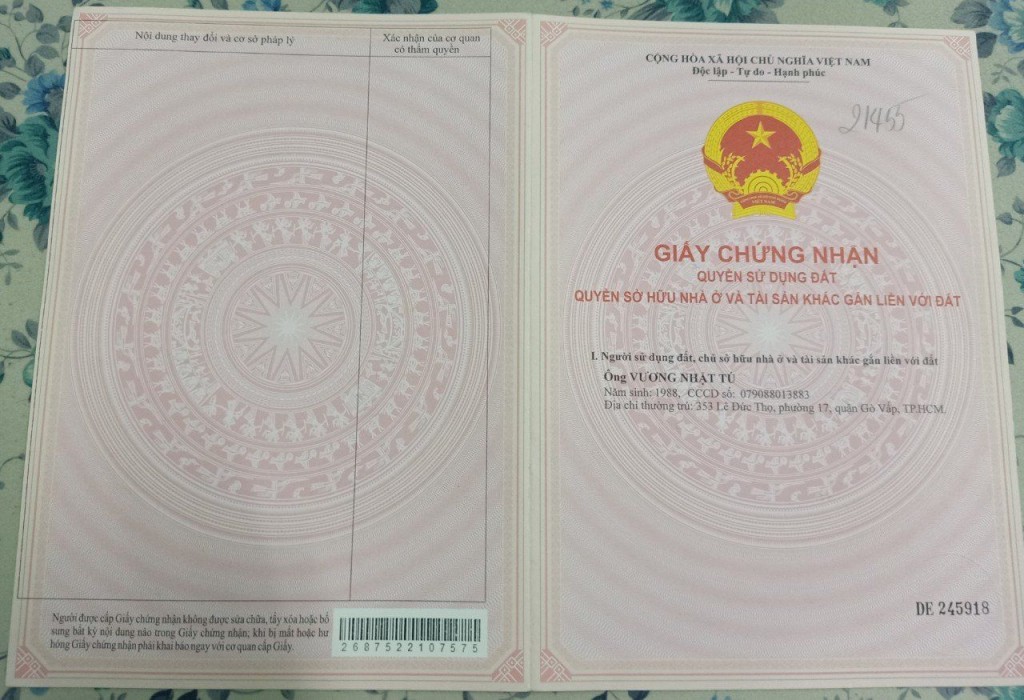 Nội dung thay đổi và cơ sở pháp lý
Xác nhận của cơ quan
có thẩm quyền
Người được cấp Giấy chứng nhận không được sửa chữa, tẩy xóa hoặc bổ
sung bất kỳ nội dung nào trong Giấy chứng nhận; khi bị mất hoặc hư
hỏng Giấy chứng nhận phải khai báo ngay với cơ quan cấp Giấy.
2687522107575
CỘNG HÒA XÃ HỘI CHỦ NGHĨA VIỆT NAM
Độc lập - Tự do - Hạnh phúc
21455
GIẤY CHỨNG NHẬN
QUYỀN SỬ DỤNG ĐẤT
QUYỀN SỞ HỮU NHÀ Ở VÀ TÀI SẢN KHÁC GẮN LIỀN VỚI ĐẤT
I. Người sử dụng đất, chủ sở hữu nhà ở và tài sản khác gắn liền với đất
Ông VƯƠNG NHẬT TÚ
Năm sinh: 1988, CCCD số: 079088013883
Địa chỉ thường trú: 353 Lê Đức Thọ, phường 17, quận Gò Vấp, TP.HCM.
DE 245918